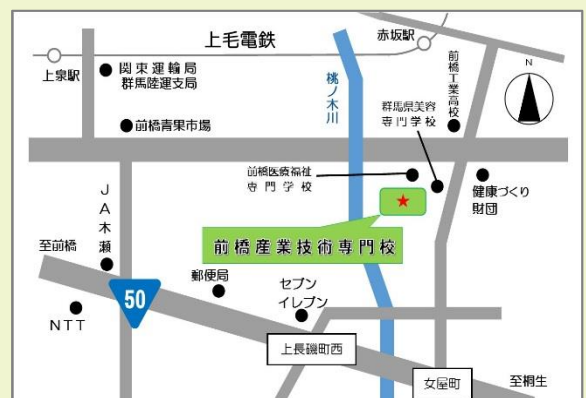 上毛電鉄
赤坂駅
上泉駅
関東運輸局
群馬陸運支局
桃ノ木川
前橋工業高校
N
群馬県美容
専門学校
前橋青果市場
前橋医療福祉
専門学校
健康づくり
財団
★
JA木瀬
前橋産業技術専門校
至前橋
郵便局
セブン
イレブン
50
NTT
上長磯町西
女屋町
至桐生